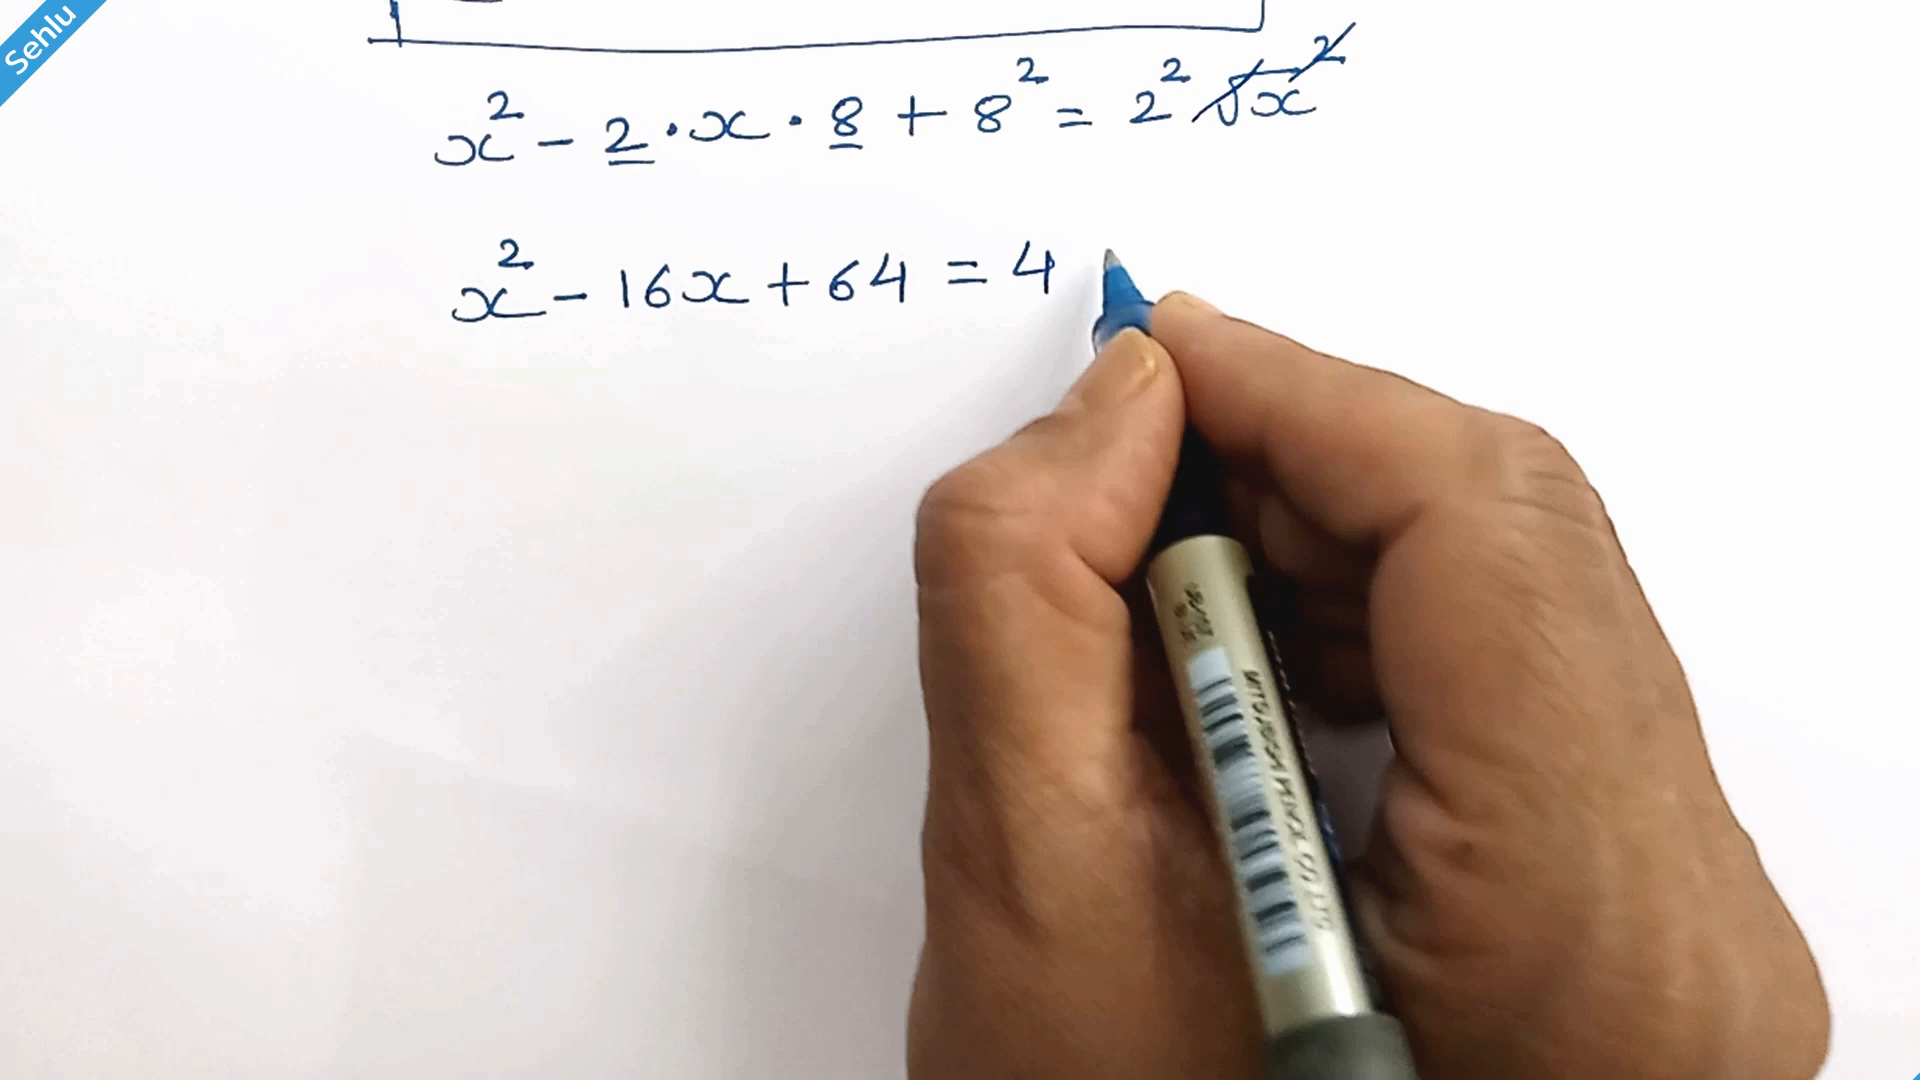 Sehlu
x² - 2·x·8 + 8² = 2² √x²
x² - 16x + 64 = 4